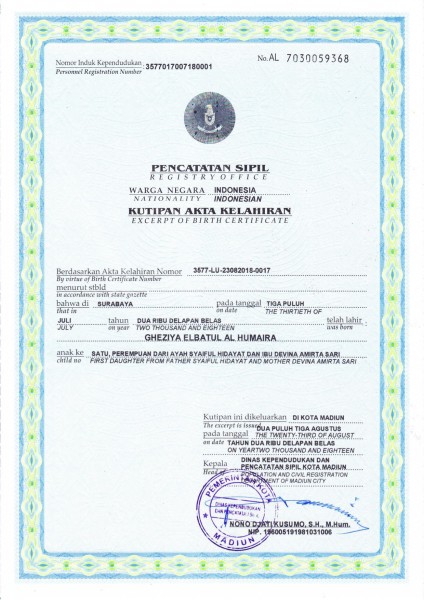 No. AL 7030059368
Nomor Induk Kependudukan : 3577017007180001
Personnel Registration Number
PENCATATAN SIPIL
REGISTRY OFFICE
WARGA NEGARA INDONESIA
NATIONALITY INDONESIAN
KUTIPAN AKTA KELAHIRAN
EXCERPT OF BIRTH CERTIFICATE
Berdasarkan Akta Kelahiran Nomor 3577-LU-23082018-0017
By virtue of Birth Certificate Number
menurut stbld
in accordance with state gazette
bahwa di SURABAYA pada tanggal TIGA PULUH
that in on date THE THIRTIETH OF
JULI tahun DUA RIBU DELAPAN BELAS telah lahir :
JULY on year TWO THOUSAND AND EIGHTEEN was born
GHEZIYA ELBATUL AL HUMAIRA
anak ke SATU, PEREMPUAN DARI AYAH SYAIFUL HIDAYAT DAN IBU DEVINA AMIRTA SARI
child no FIRST DAUGHTER FROM FATHER SYAIFUL HIDAYAT AND MOTHER DEVINA AMIRTA SARI
Kutipan ini dikeluarkan DI KOTA MADIUN
The excerpt is issued
pada tanggal DUA PULUH TIGA AGUSTUS
THE TWENTY-THIRD OF AUGUST
on date TAHUN DUA RIBU DELAPAN BELAS
ON YEARTWO THOUSAND AND EIGHTEEN
Kepala DINAS KEPENDUDUKAN DAN
PENCATATAN SIPIL KOTA MADIUN
Head of POPULATION AND CIVIL REGISTRATION
OF MADIUN CITY
PEMERINTAH KOTA
DINAS KEPENDUDUKAN
DAN PENCATATAN SIPIL
MADIUN
NONO DJATI KUSUMO, S.H., M.Hum.
NIP. 196005191981031006